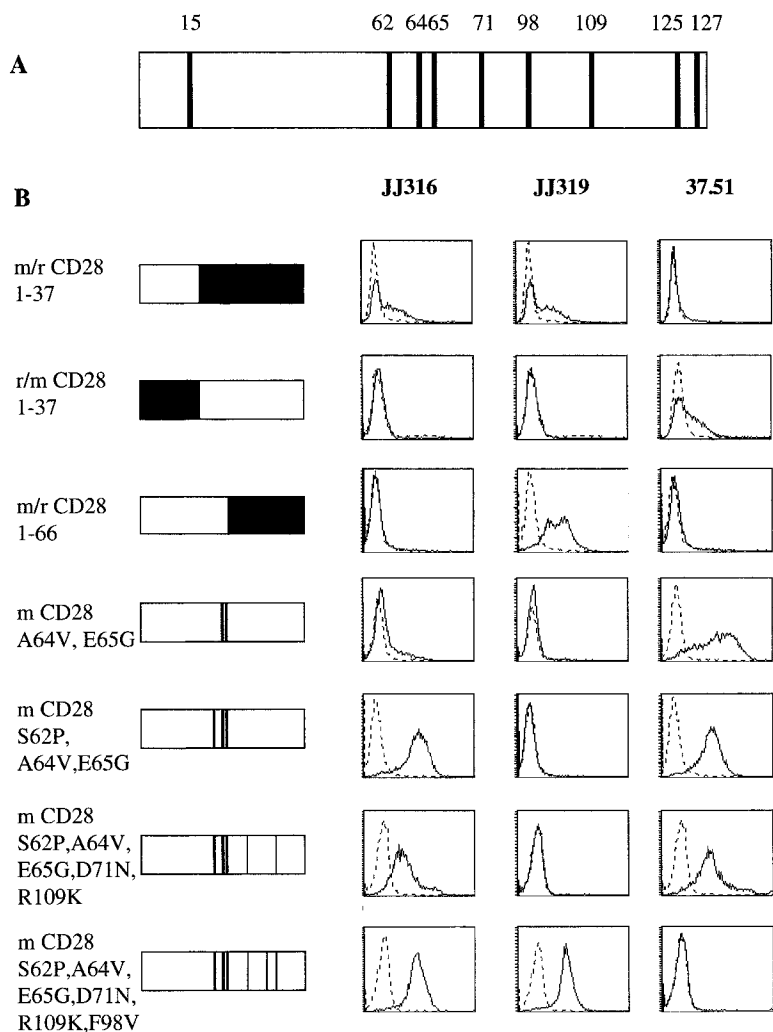 15 62 64 65 71 98 109 125 127
A
JJ316 JJ319 37.51
B
m/r CD28
1-37
r/m CD28
1-37
m/r CD28
1-66
m CD28
A64V, E65G
m CD28
S62P,
A64V,E65G
m CD28
S62P,A64V,
E65G,D71N,
R109K
m CD28
S62P,A64V,
E65G,D71N,
R109K,F98V